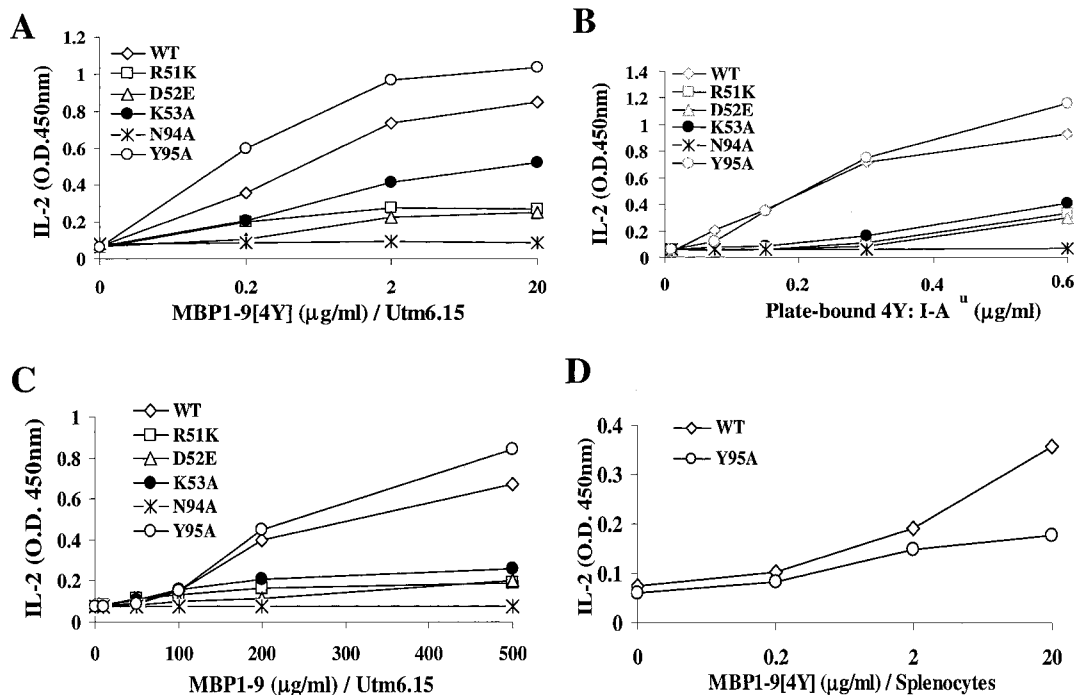 A
1.2
1
0.8
0.6
0.4
0.2
0
WT
R51K
D52E
K53A
N94A
Y95A
IL-2 (O.D.450nm)
0 0.2 2 20
MBP1-9[4Y] (μg/ml) / Utm6.15
B
1.4
1.2
1
0.8
0.6
0.4
0.2
0
WT
R51K
D52E
K53A
N94A
Y95A
IL-2 (O.D.450nm)
0 0.2 0.4 0.6
Plate-bound 4Y: I-A u (μg/ml)
C
1
0.8
0.6
0.4
0.2
0
WT
R51K
D52E
K53A
N94A
Y95A
IL-2 (O.D. 450nm)
0 100 200 300 400 500
MBP1-9 (μg/ml) / Utm6.15
D
0.4
0.3
0.2
0.1
0
WT
Y95A
IL-2 (O.D. 450nm)
0 0.2 2 20
MBP1-9[4Y] (μg/ml) / Splenocytes